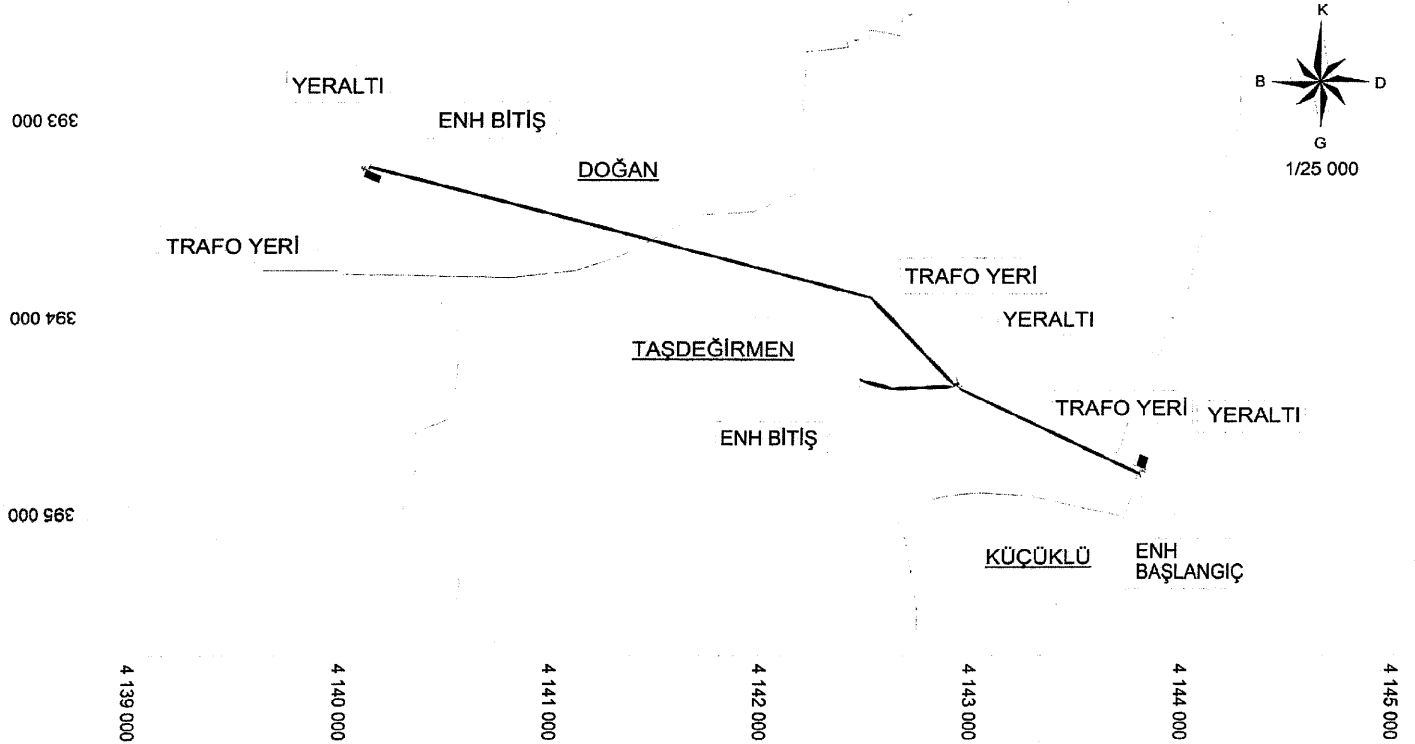 K
B
D
G
1/25 000
YERALTI
393 000
ENH BİTİŞ
DOĞAN
TRAFO YERİ
TRAFO YERİ
394 000
YERALTI
TAŞDEĞİRMEN
TRAFO YERİ
YERALTI
ENH BİTİŞ
395 000
KÜÇÜKLÜ
ENH
BAŞLANGIÇ
4 139 000
4 140 000
4 141 000
4 142 000
4 143 000
4 144 000
4 145 000